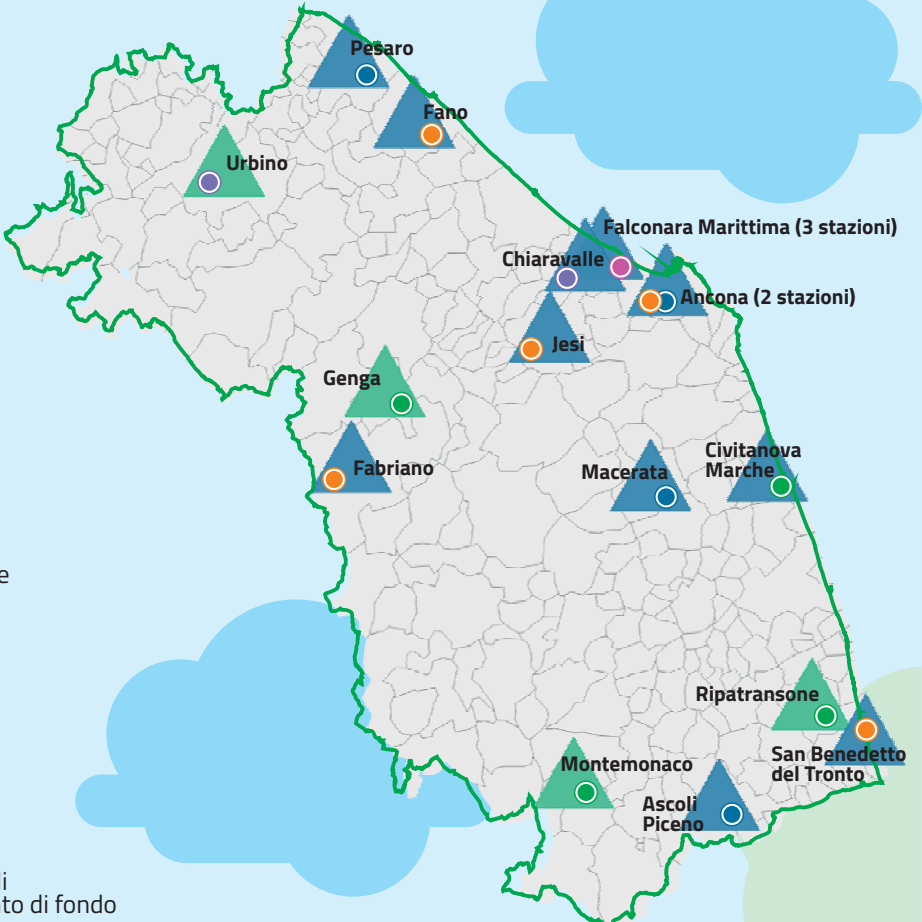 Pesaro
Fano
Urbino
Falconara Marittima (3 stazioni)
Chiaravalle
Ancona (2 stazioni)
Jesi
Genga
Fabriano
Macerata
Civitanova
Marche
e
Ripatransone
San Benedetto
del Tronto
Montemonaco
Ascoli
Piceno
di fondo